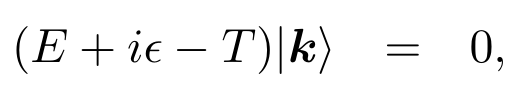 (E + iϵ − T)|𝒌⟩ = 0,